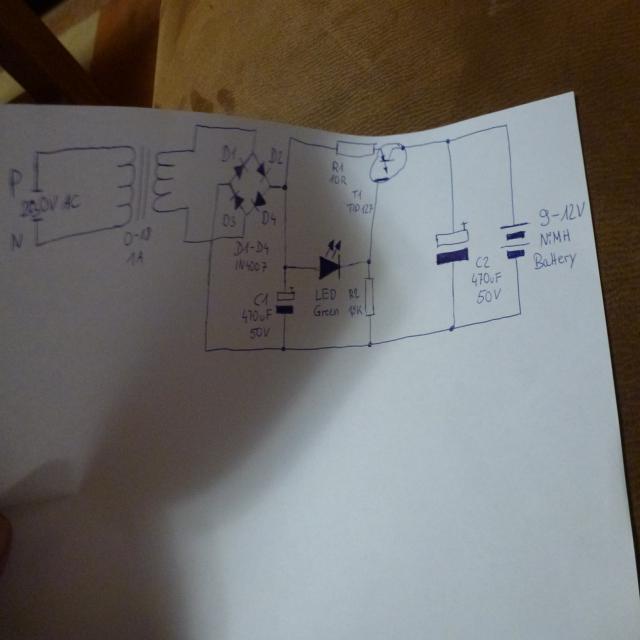 P
N
1A
D1
D2
D3
D4
D1-D4
1N4007
R1
10R
T1
C1
470uF
50V
LED
Green
R2
1K
C2
470uF
50V
9-12V
NiMH
Battery